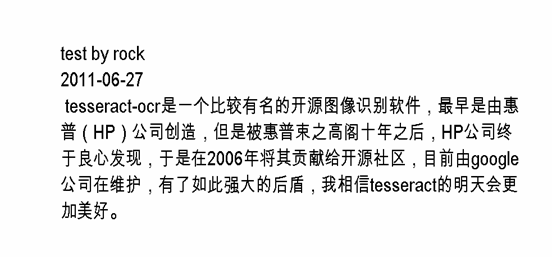 test by rock
2011-06-27
tesseract-ocr是一个比较有名的开源图像识别软件，最早是由惠
普（HP）公司创造，但是被惠普束之高阁十年之后，HP公司终
于良心发现，于是在2006年将其贡献给开源社区，目前由google
公司在维护，有了如此强大的后盾，我相信tesseract的明天会更
加美好。